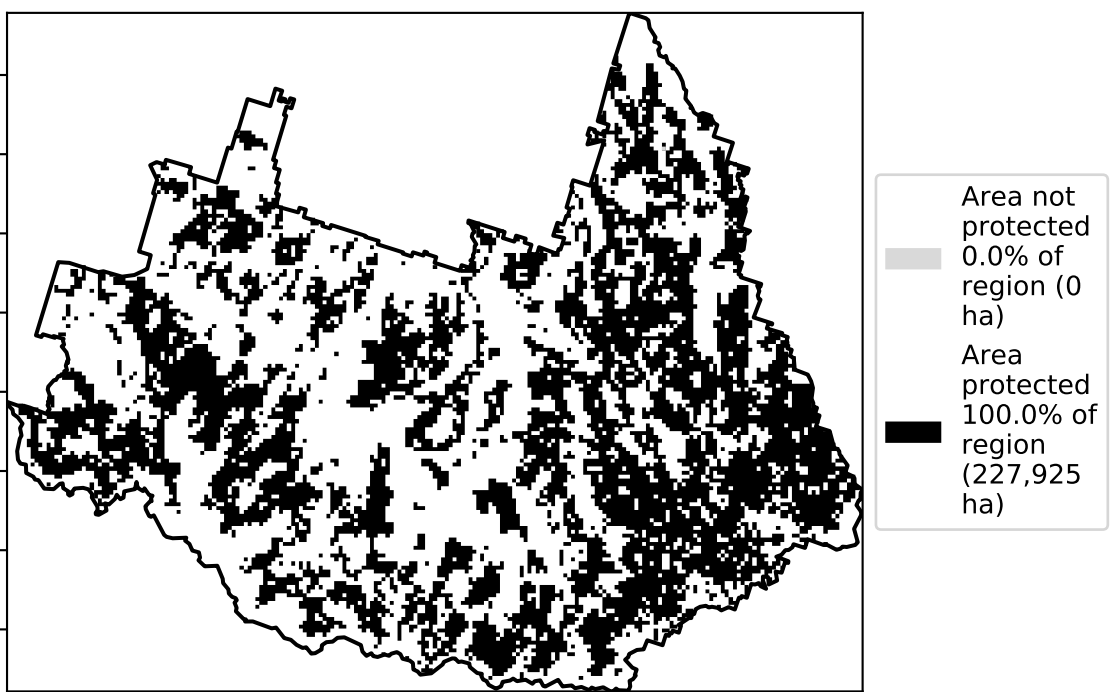 Area not
protected
0.0% of
region (0
ha)
Area
protected
100.0% of
region
(227,925
ha)